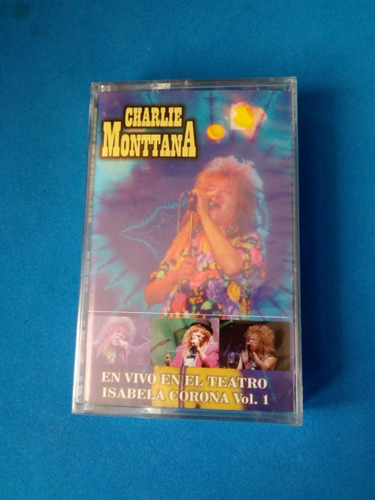 CHARLIE
MONTTANA
EN VIVO EN EL TEATRO
ISABELA CORONA Vol. 1